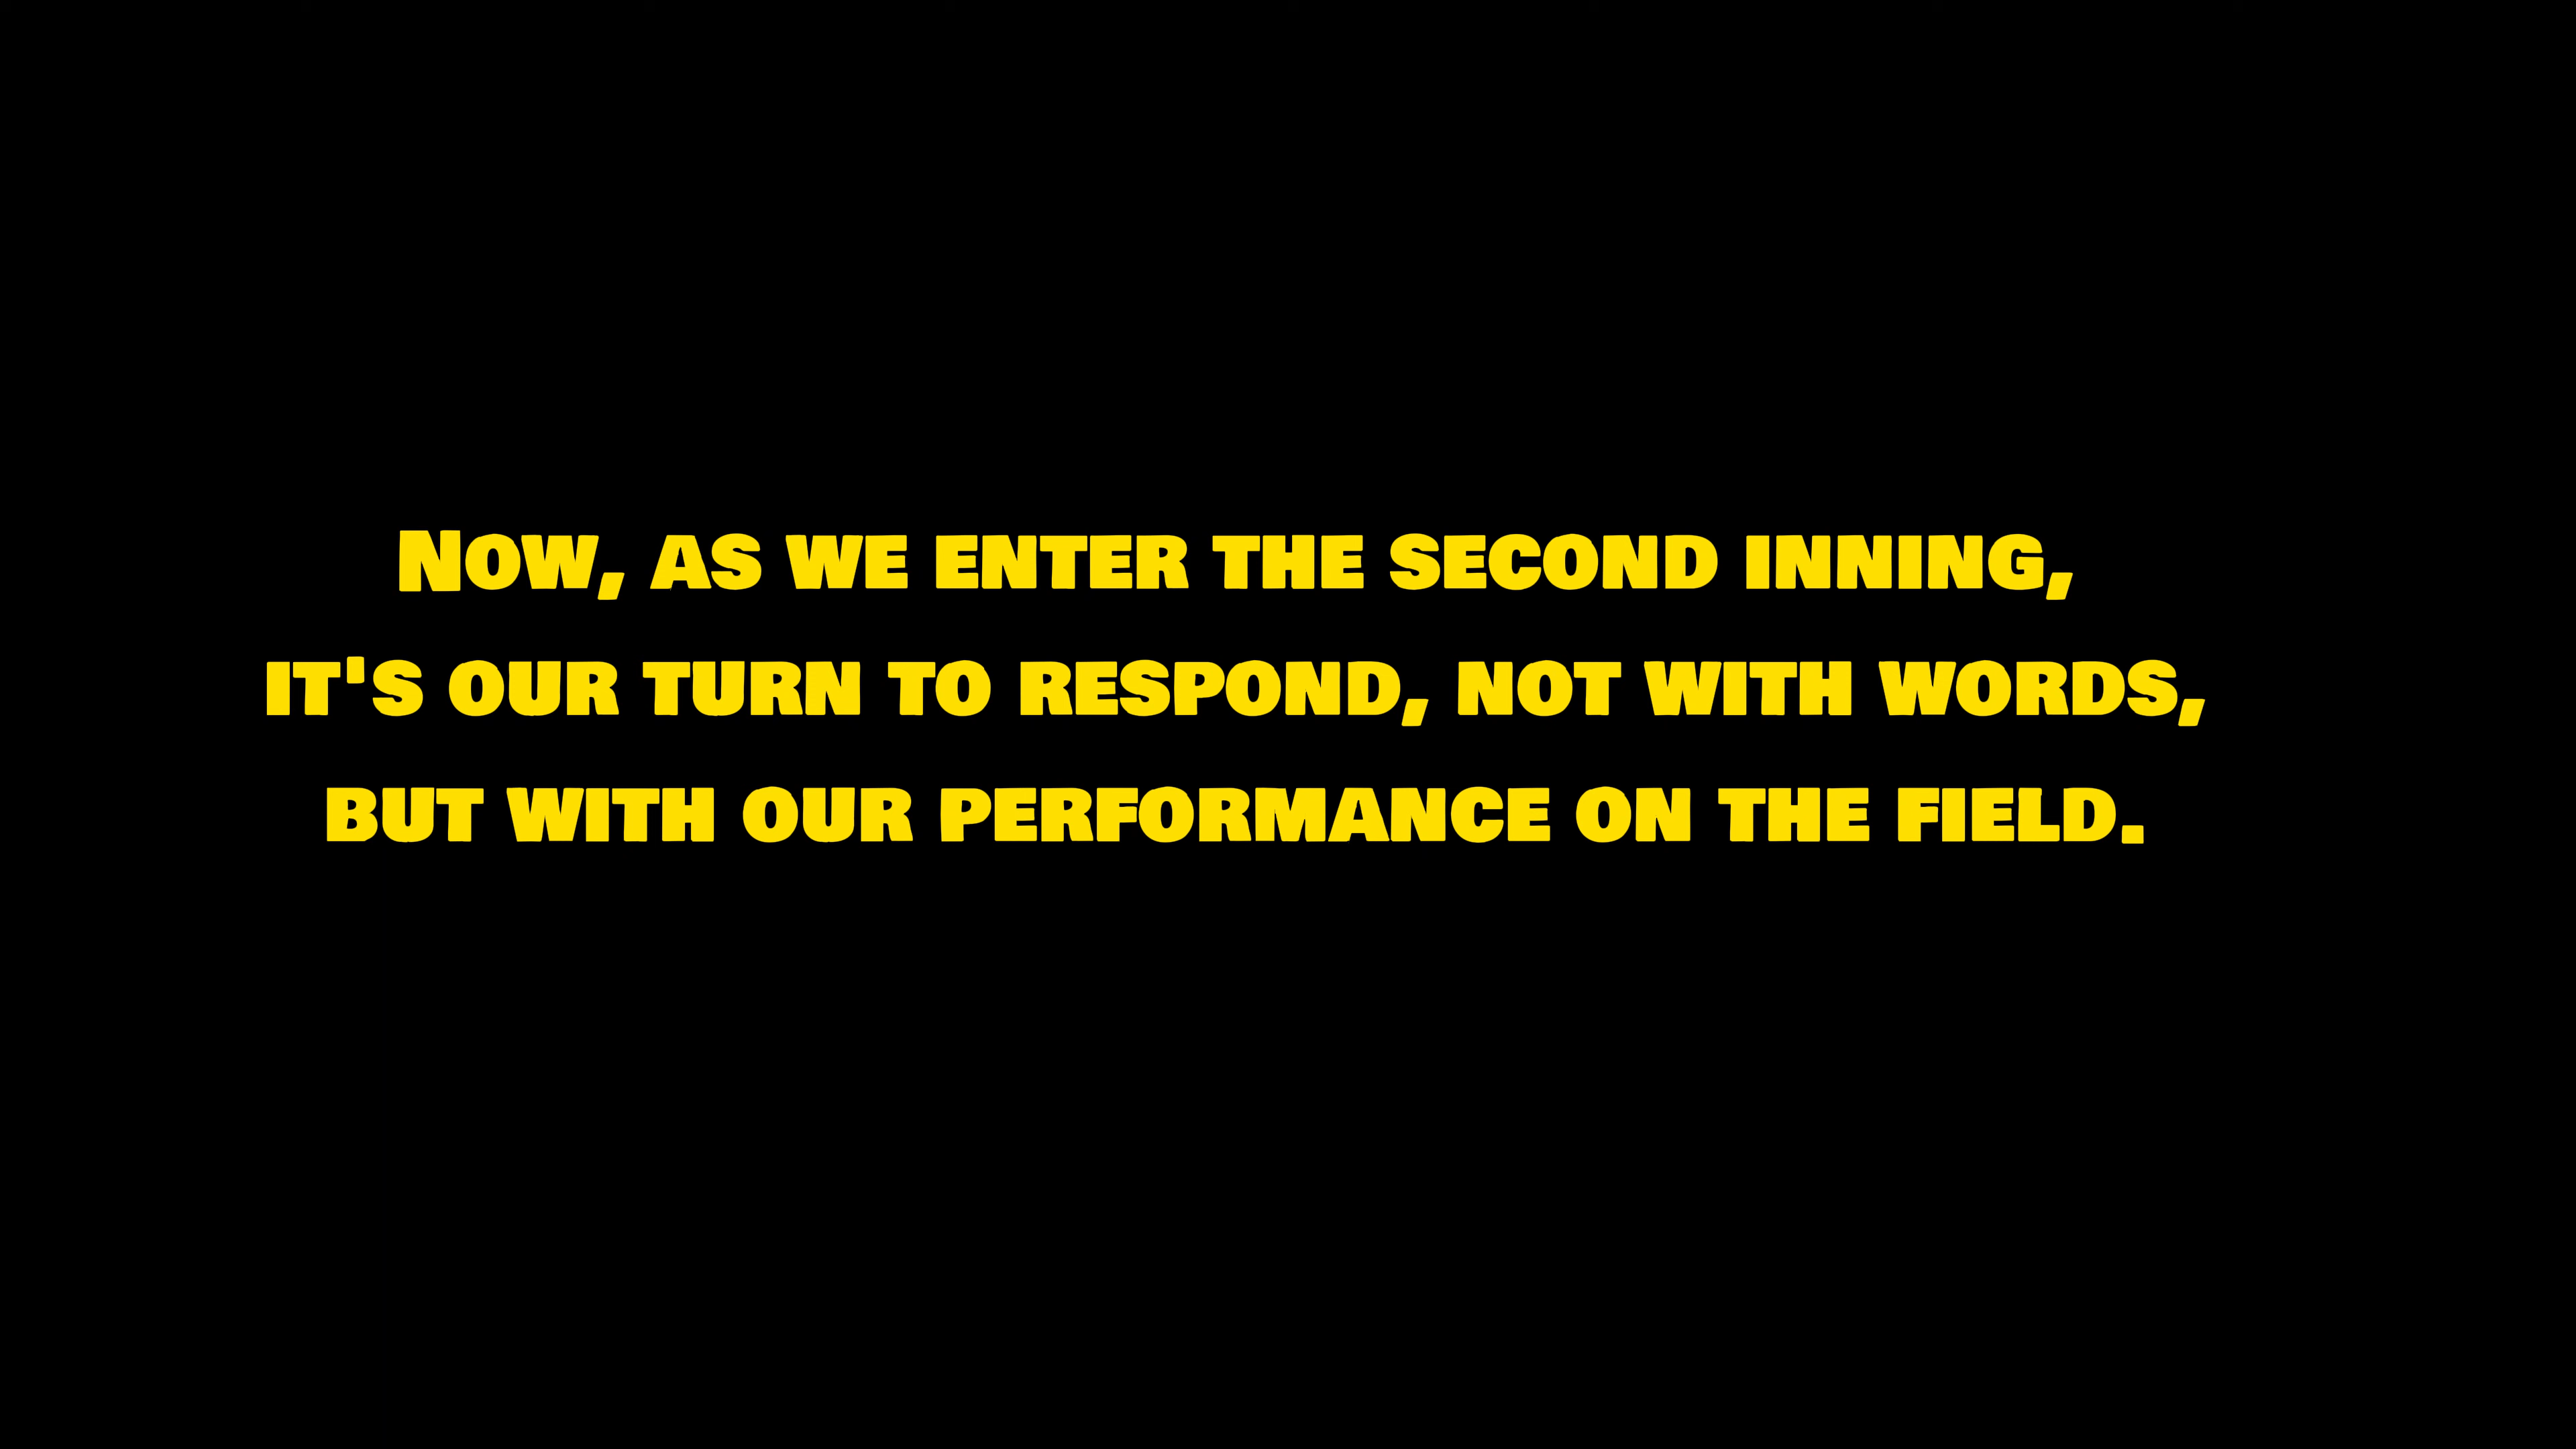 Now, as we enter the second inning,
it's our turn to respond, not with words,
but with our performance on the field.